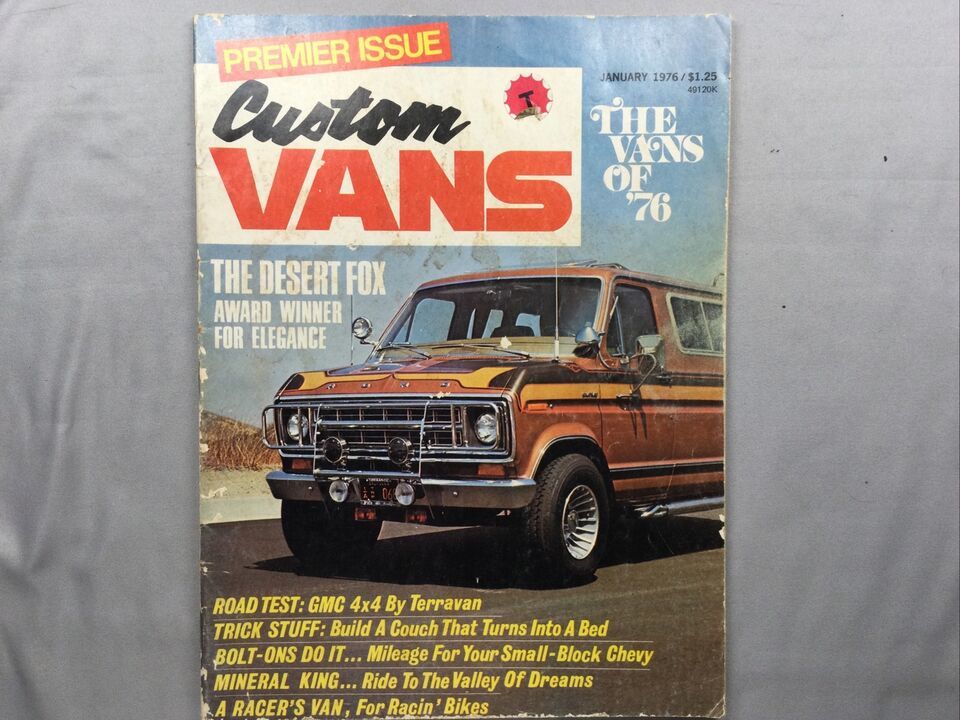 PREMIER ISSUE
Custom
VANS
T
JANUARY 1976/$1.25
49120K
THE
VANS
OF
'76
THE DESERT FOX
AWARD WINNER
FOR ELEGANCE
FORD
ROAD TEST: GMC 4x4 By Terravan
TRICK STUFF: Build A Couch That Turns Into A Bed
BOLT-ONS DO IT... Mileage For Your Small-Block Chevy
MINERAL KING... Ride To The Valley Of Dreams
A RACER'S VAN, For Racin' Bikes